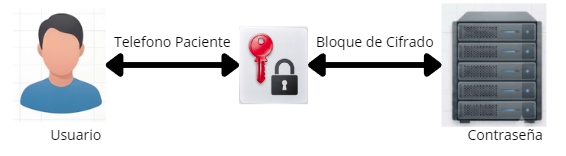 Telefono Paciente
Bloque de Cifrado
Usuario
Contraseña